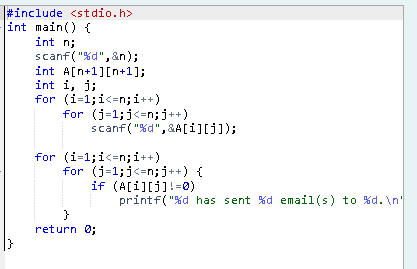 #include <stdio.h>
int main() {
    int n;
    scanf("%d",&n);
    int A[n+1][n+1];
    int i, j;
    for (i=1;i<=n;i++)
        for (j=1;j<=n;j++)
            scanf("%d",&A[i][j]);
    for (i=1;i<=n;i++)
        for (j=1;j<=n;j++) {
            if (A[i][j]!=0)
                printf("%d has sent %d email(s) to %d.\n"
        }
    return 0;
}